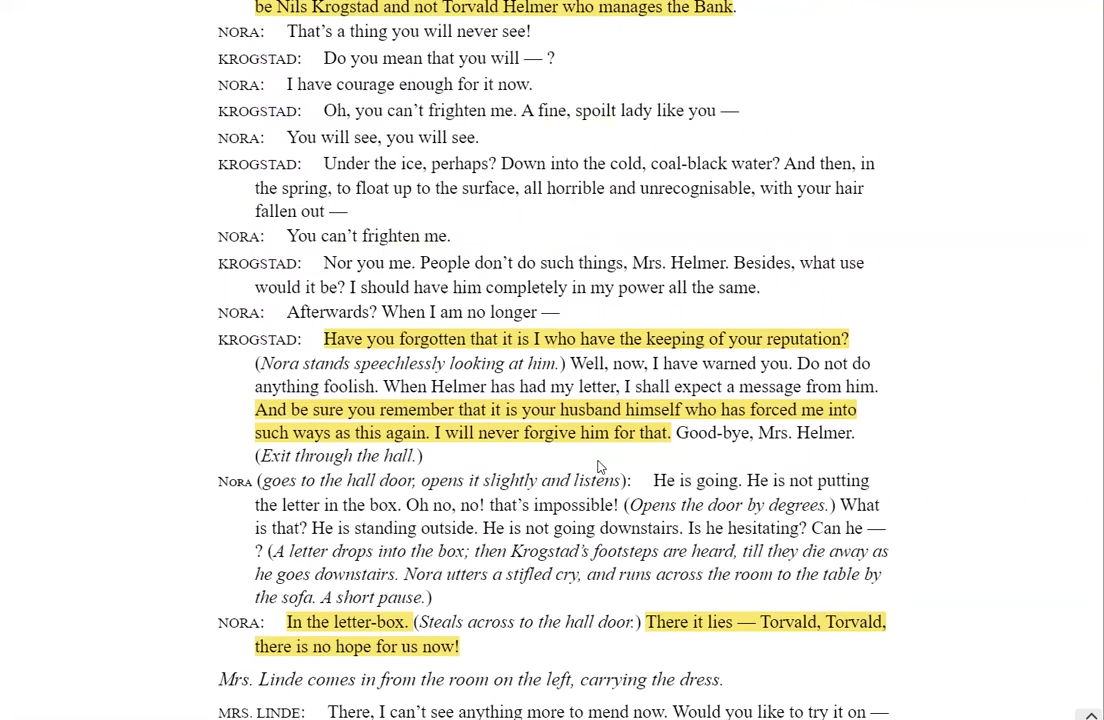 be Nils Krogstad and not Torvald Helmer who manages the Bank.
NORA: That’s a thing you will never see!
KROGSTAD: Do you mean that you will — ?
NORA: I have courage enough for it now.
KROGSTAD: Oh, you can’t frighten me. A fine, spoilt lady like you —
NORA: You will see, you will see.
KROGSTAD: Under the ice, perhaps? Down into the cold, coal-black water? And then, in
the spring, to float up to the surface, all horrible and unrecognisable, with your hair
fallen out —
NORA: You can’t frighten me.
KROGSTAD: Nor you me. People don’t do such things, Mrs. Helmer. Besides, what use
would it be? I should have him completely in my power all the same.
NORA: Afterwards? When I am no longer —
KROGSTAD: Have you forgotten that it is I who have the keeping of your reputation?
(Nora stands speechlessly looking at him.) Well, now, I have warned you. Do not do
anything foolish. When Helmer has had my letter, I shall expect a message from him.
And be sure you remember that it is your husband himself who has forced me into
such ways as this again. I will never forgive him for that. Good-bye, Mrs. Helmer.
(Exit through the hall.)
NORA (goes to the hall door, opens it slightly and listens): He is going. He is not putting
the letter in the box. Oh no, no! that’s impossible! (Opens the door by degrees.) What
is that? He is standing outside. He is not going downstairs. Is he hesitating? Can he —
? (A letter drops into the box; then Krogstad’s footsteps are heard, till they die away as
he goes downstairs. Nora utters a stifled cry, and runs across the room to the table by
the sofa. A short pause.)
NORA: In the letter-box. (Steals across to the hall door.) There it lies — Torvald, Torvald,
there is no hope for us now!
Mrs. Linde comes in from the room on the left, carrying the dress.
MRS. LINDE: There, I can’t see anything more to mend now. Would you like to try it on —